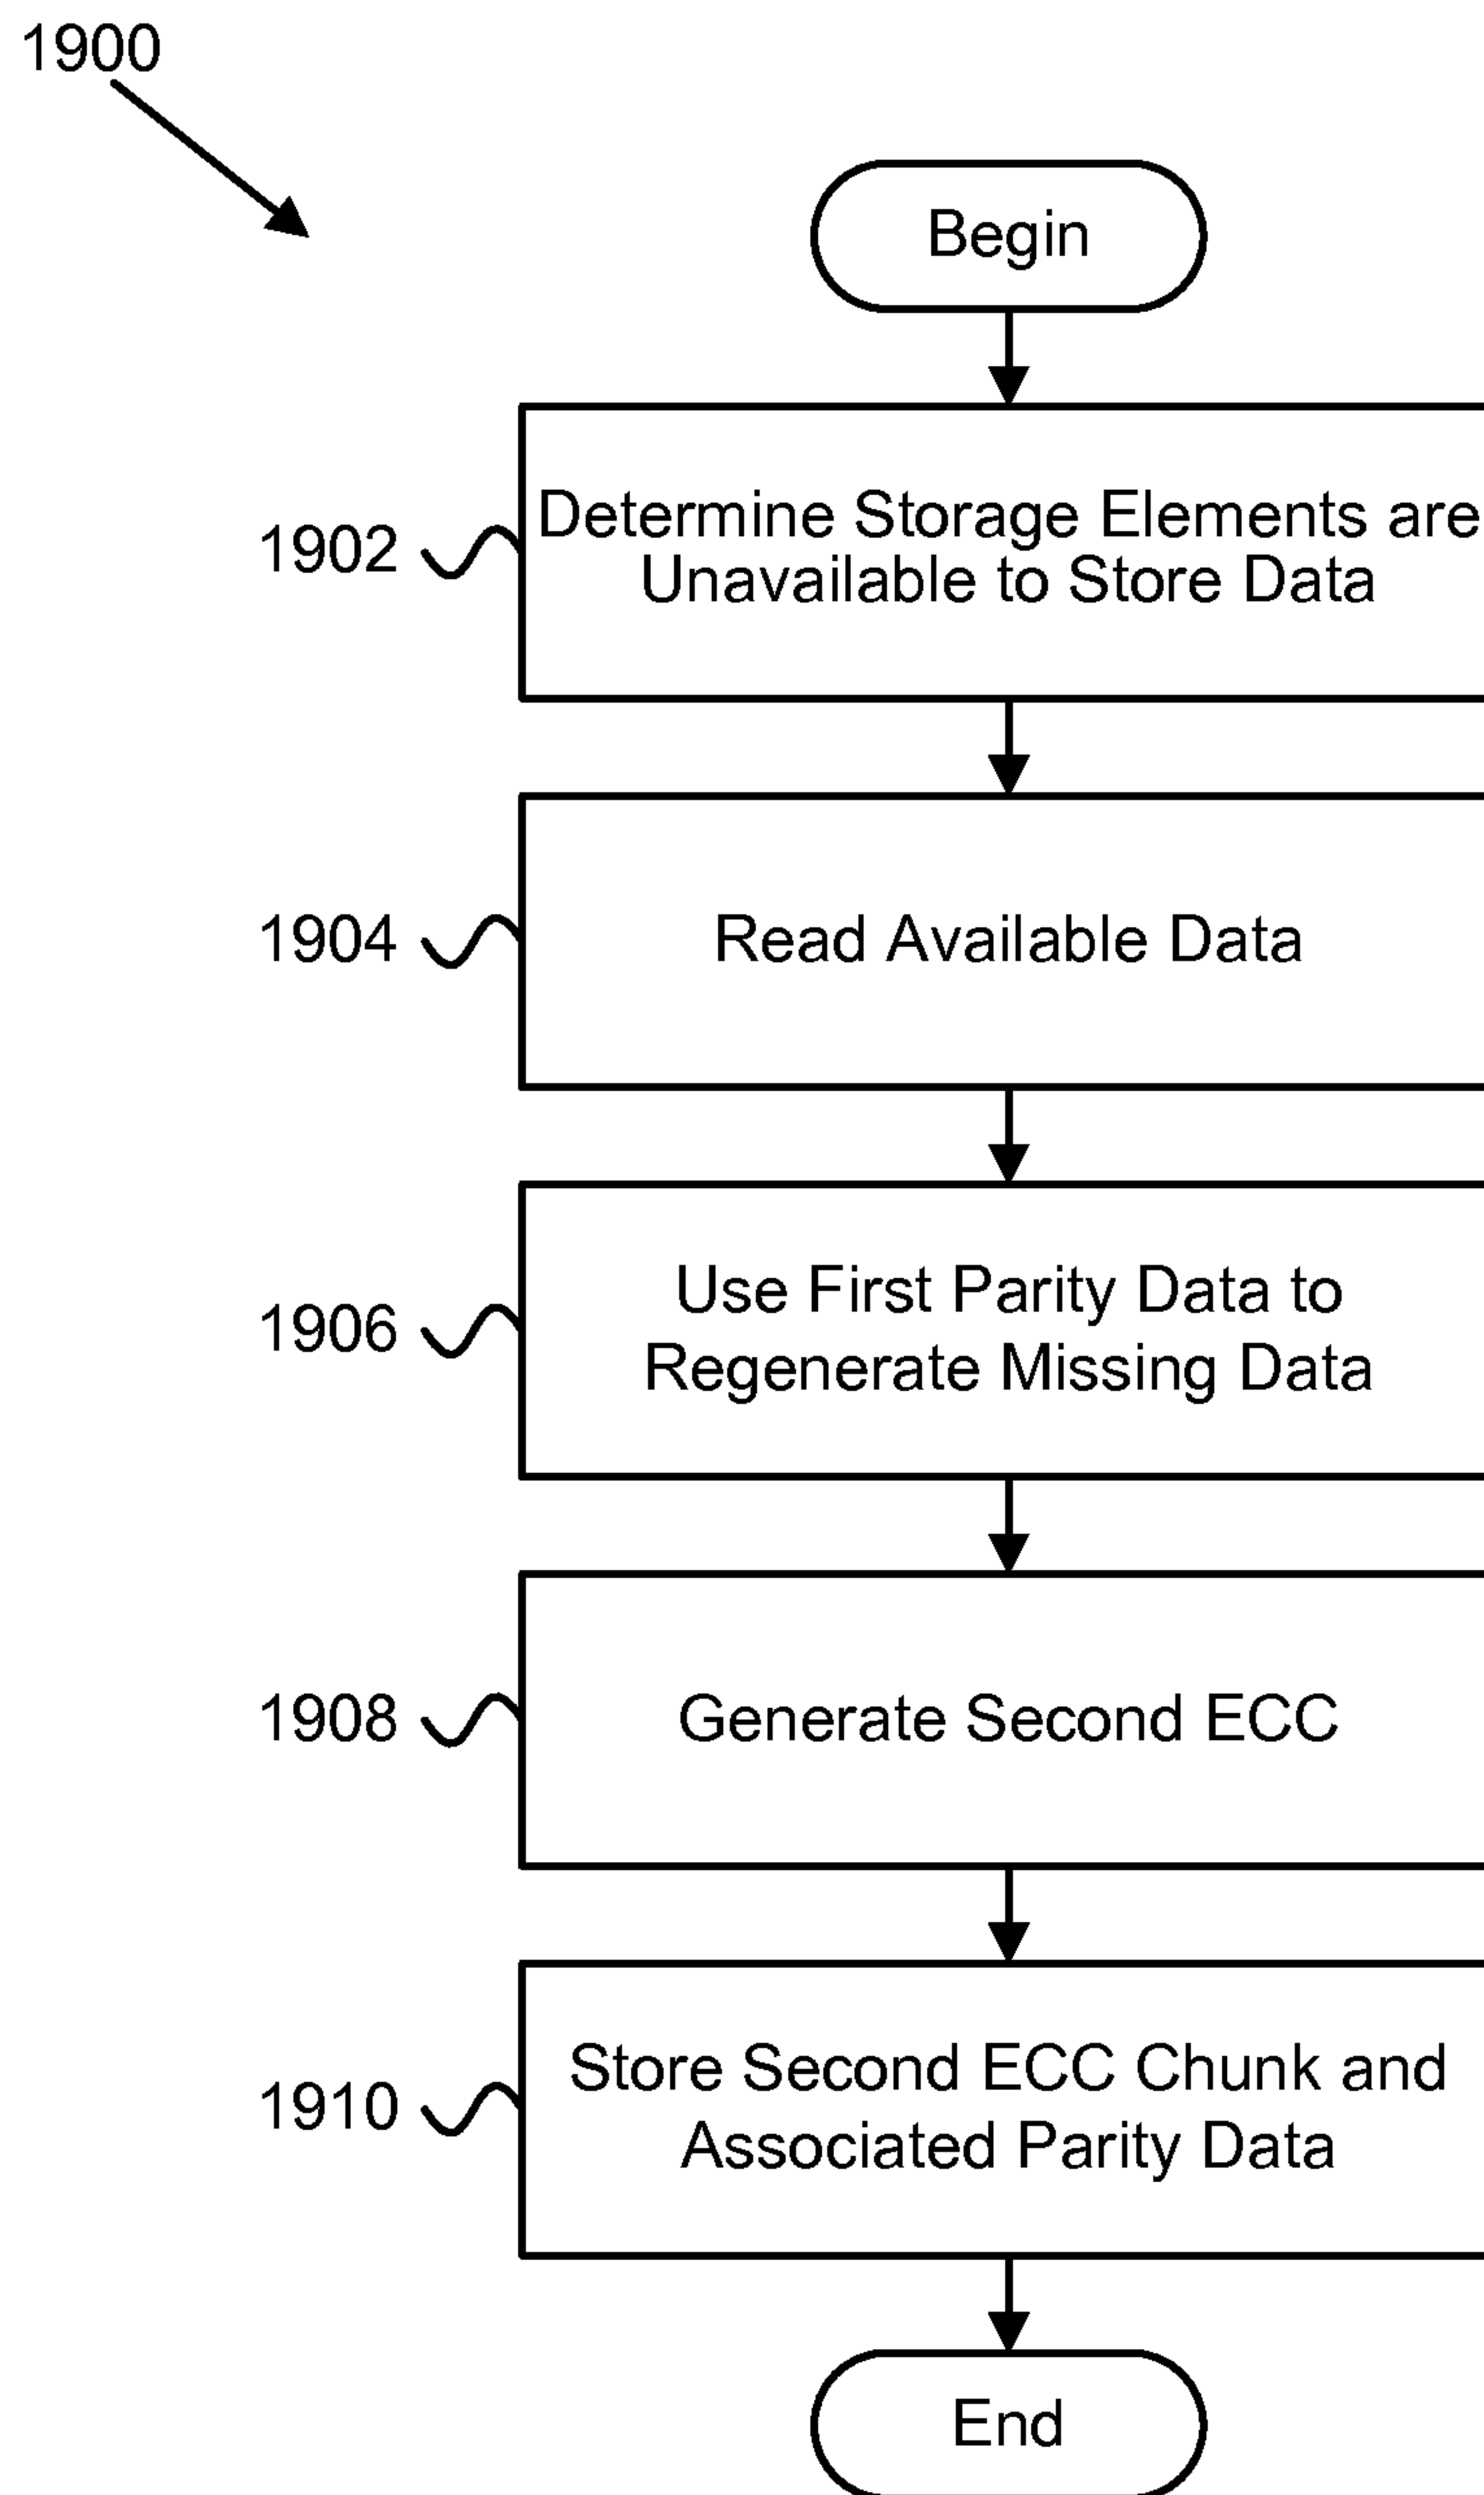 1900
Begin
1902
Determine Storage Elements are
Unavailable to Store Data
1904
Read Available Data
1906
Use First Parity Data to
Regenerate Missing Data
1908
Generate Second ECC
1910
Store Second ECC Chunk and
Associated Parity Data
End